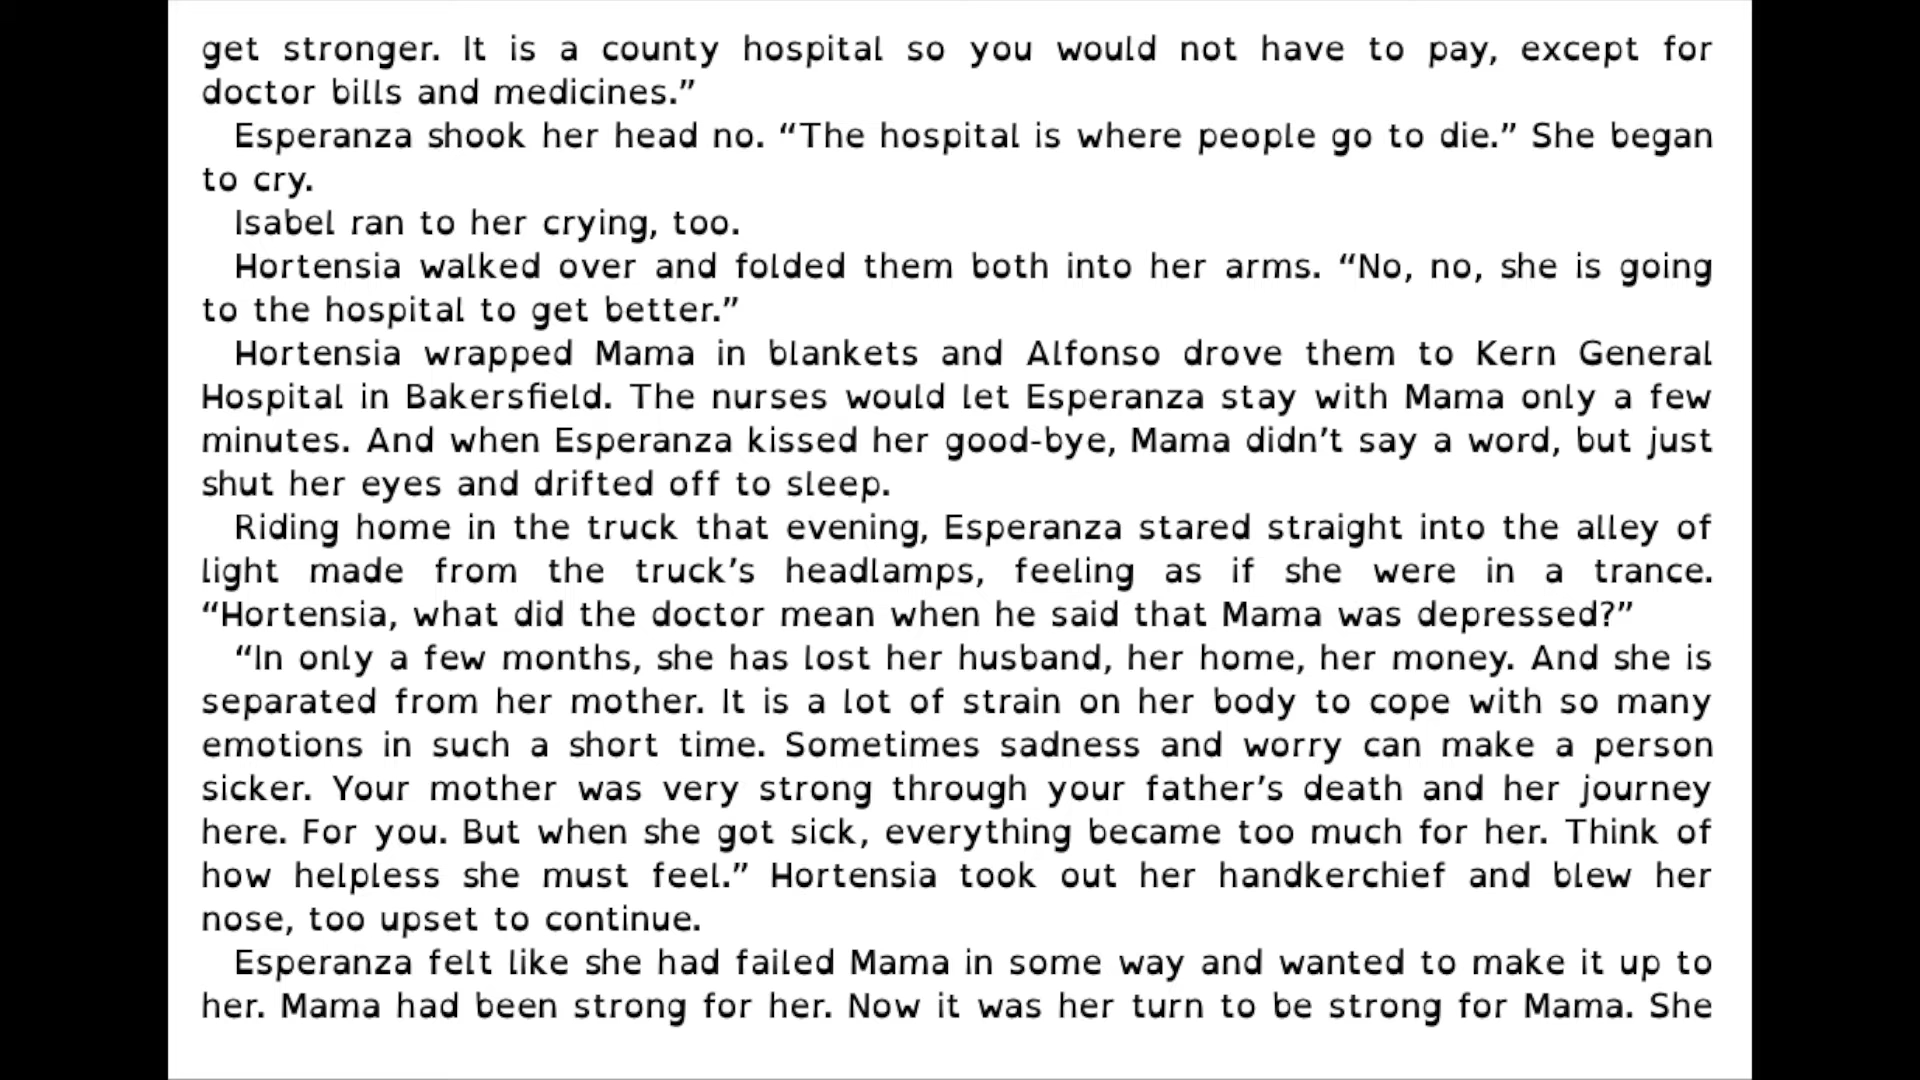 get stronger. It is a county hospital so you would not have to pay, except for
doctor bills and medicines.”
Esperanza shook her head no. “The hospital is where people go to die.” She began
to cry.
Isabel ran to her crying, too.
Hortensia walked over and folded them both into her arms. “No, no, she is going
to the hospital to get better.”
Hortensia wrapped Mama in blankets and Alfonso drove them to Kern General
Hospital in Bakersfield. The nurses would let Esperanza stay with Mama only a few
minutes. And when Esperanza kissed her good-bye, Mama didn’t say a word, but just
shut her eyes and drifted off to sleep.
Riding home in the truck that evening, Esperanza stared straight into the alley of
light made from the truck’s headlamps, feeling as if she were in a trance.
“Hortensia, what did the doctor mean when he said that Mama was depressed?”
“In only a few months, she has lost her husband, her home, her money. And she is
separated from her mother. It is a lot of strain on her body to cope with so many
emotions in such a short time. Sometimes sadness and worry can make a person
sicker. Your mother was very strong through your father’s death and her journey
here. For you. But when she got sick, everything became too much for her. Think of
how helpless she must feel.” Hortensia took out her handkerchief and blew her
nose, too upset to continue.
Esperanza felt like she had failed Mama in some way and wanted to make it up to
her. Mama had been strong for her. Now it was her turn to be strong for Mama. She